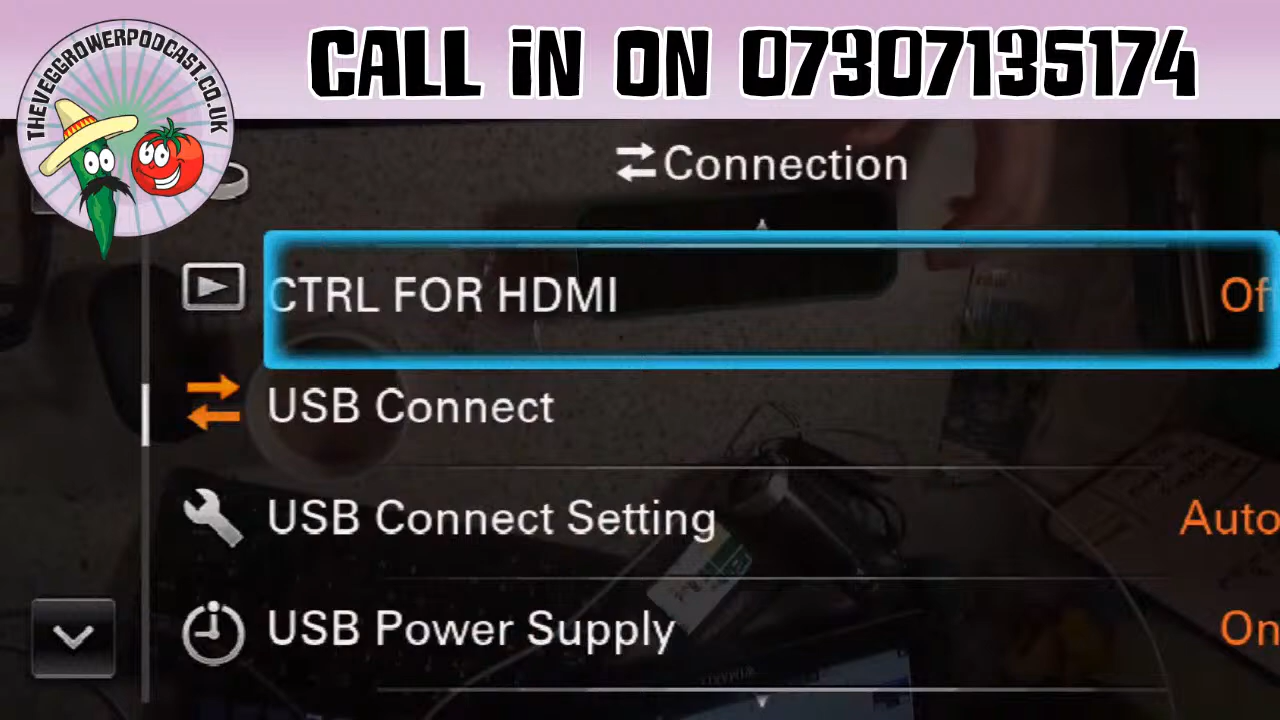 THEVEGGROWERPODCAST.CO.UK
CALL iN ON 07307135174
Connection
CTRL FOR HDMI Of
USB Connect
USB Connect Setting Auto
USB Power Supply On